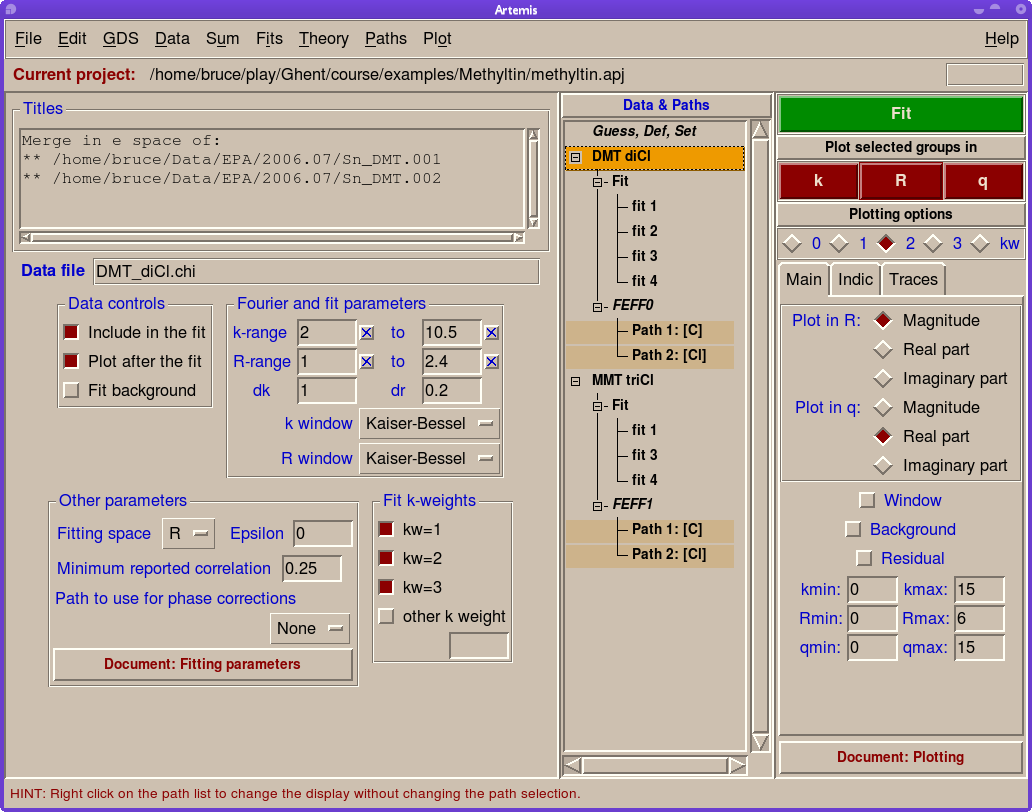 Artemis
File Edit GDS Data Sum Fits Theory Paths Plot Help
Current project: /home/bruce/play/Ghent/course/examples/Methyltin/methyltin.apj
Titles
Merge in e space of:
** /home/bruce/Data/EPA/2006.07/Sn_DMT.001
** /home/bruce/Data/EPA/2006.07/Sn_DMT.002
Data file DMT_diCl.chi
Data controls
Include in the fit
Plot after the fit
Fit background
Fourier and fit parameters
k-range 2 to 10.5
R-range 1 to 2.4
dk 1 dr 0.2
k window Kaiser-Bessel
R window Kaiser-Bessel
Other parameters
Fitting space R Epsilon 0
Minimum reported correlation 0.25
Path to use for phase corrections
None
Document: Fitting parameters
Fit k-weights
kw=1
kw=2
kw=3
other k weight
Data & Paths
Guess, Def, Set
DMT diCl
Fit
fit 1
fit 2
fit 3
fit 4
FEFF0
Path 1: [C]
Path 2: [Cl]
MMT triCl
Fit
fit 1
fit 3
fit 4
FEFF1
Path 1: [C]
Path 2: [Cl]
Fit
Plot selected groups in
k R q
Plotting options
0 1 2 3 kw
Main Indic Traces
Plot in R: Magnitude
Real part
Imaginary part
Plot in q: Magnitude
Real part
Imaginary part
Window
Background
Residual
kmin: 0 kmax: 15
Rmin: 0 Rmax: 6
qmin: 0 qmax: 15
Document: Plotting
HINT: Right click on the path list to change the display without changing the path selection.